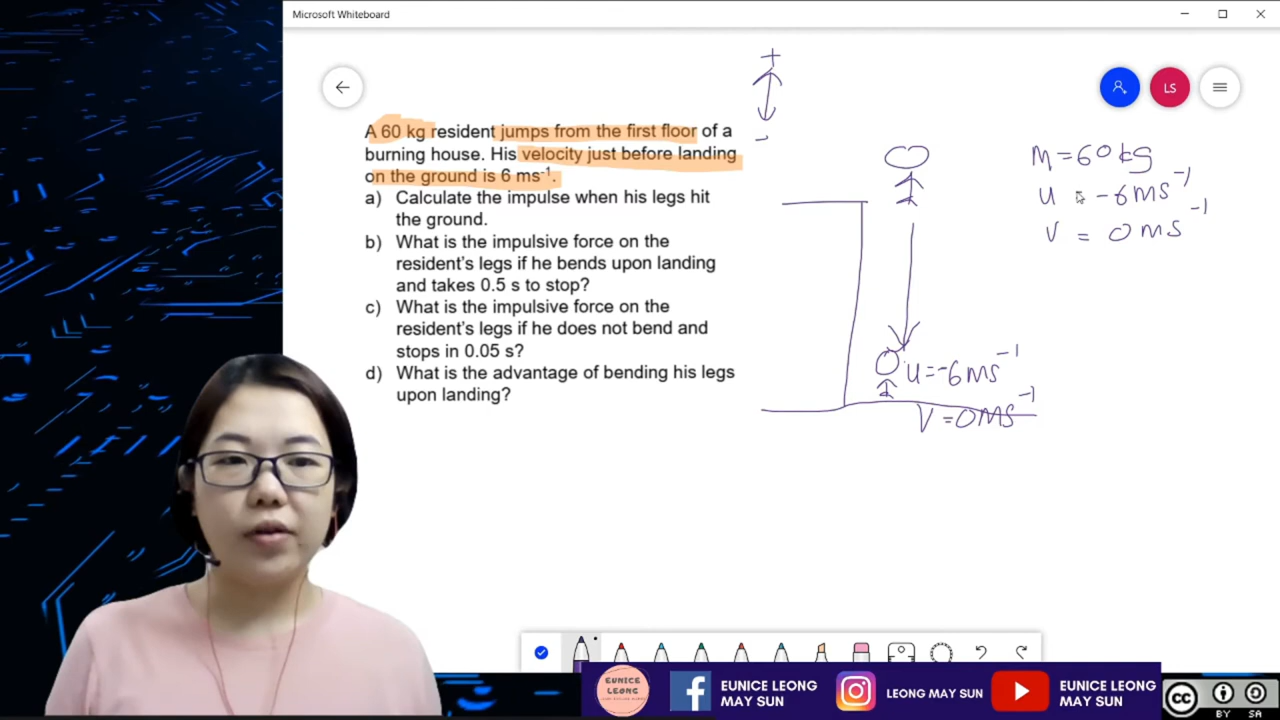 Microsoft Whiteboard
+
-
LS
A 60 kg resident jumps from the first floor of a
burning house. His velocity just before landing
on the ground is 6 ms⁻¹.
a) Calculate the impulse when his legs hit
the ground.
b) What is the impulsive force on the
resident's legs if he bends upon landing
and takes 0.5 s to stop?
c) What is the impulsive force on the
resident's legs if he does not bend and
stops in 0.05 s?
d) What is the advantage of bending his legs
upon landing?
m = 60 kg
u = -6 ms⁻¹
v = 0 ms⁻¹
u = -6 ms⁻¹
v = 0 ms⁻¹
EUNICE
LEONG
EUNICE LEONG
MAY SUN
LEONG MAY SUN
EUNICE LEONG
MAY SUN
CC
BY SA